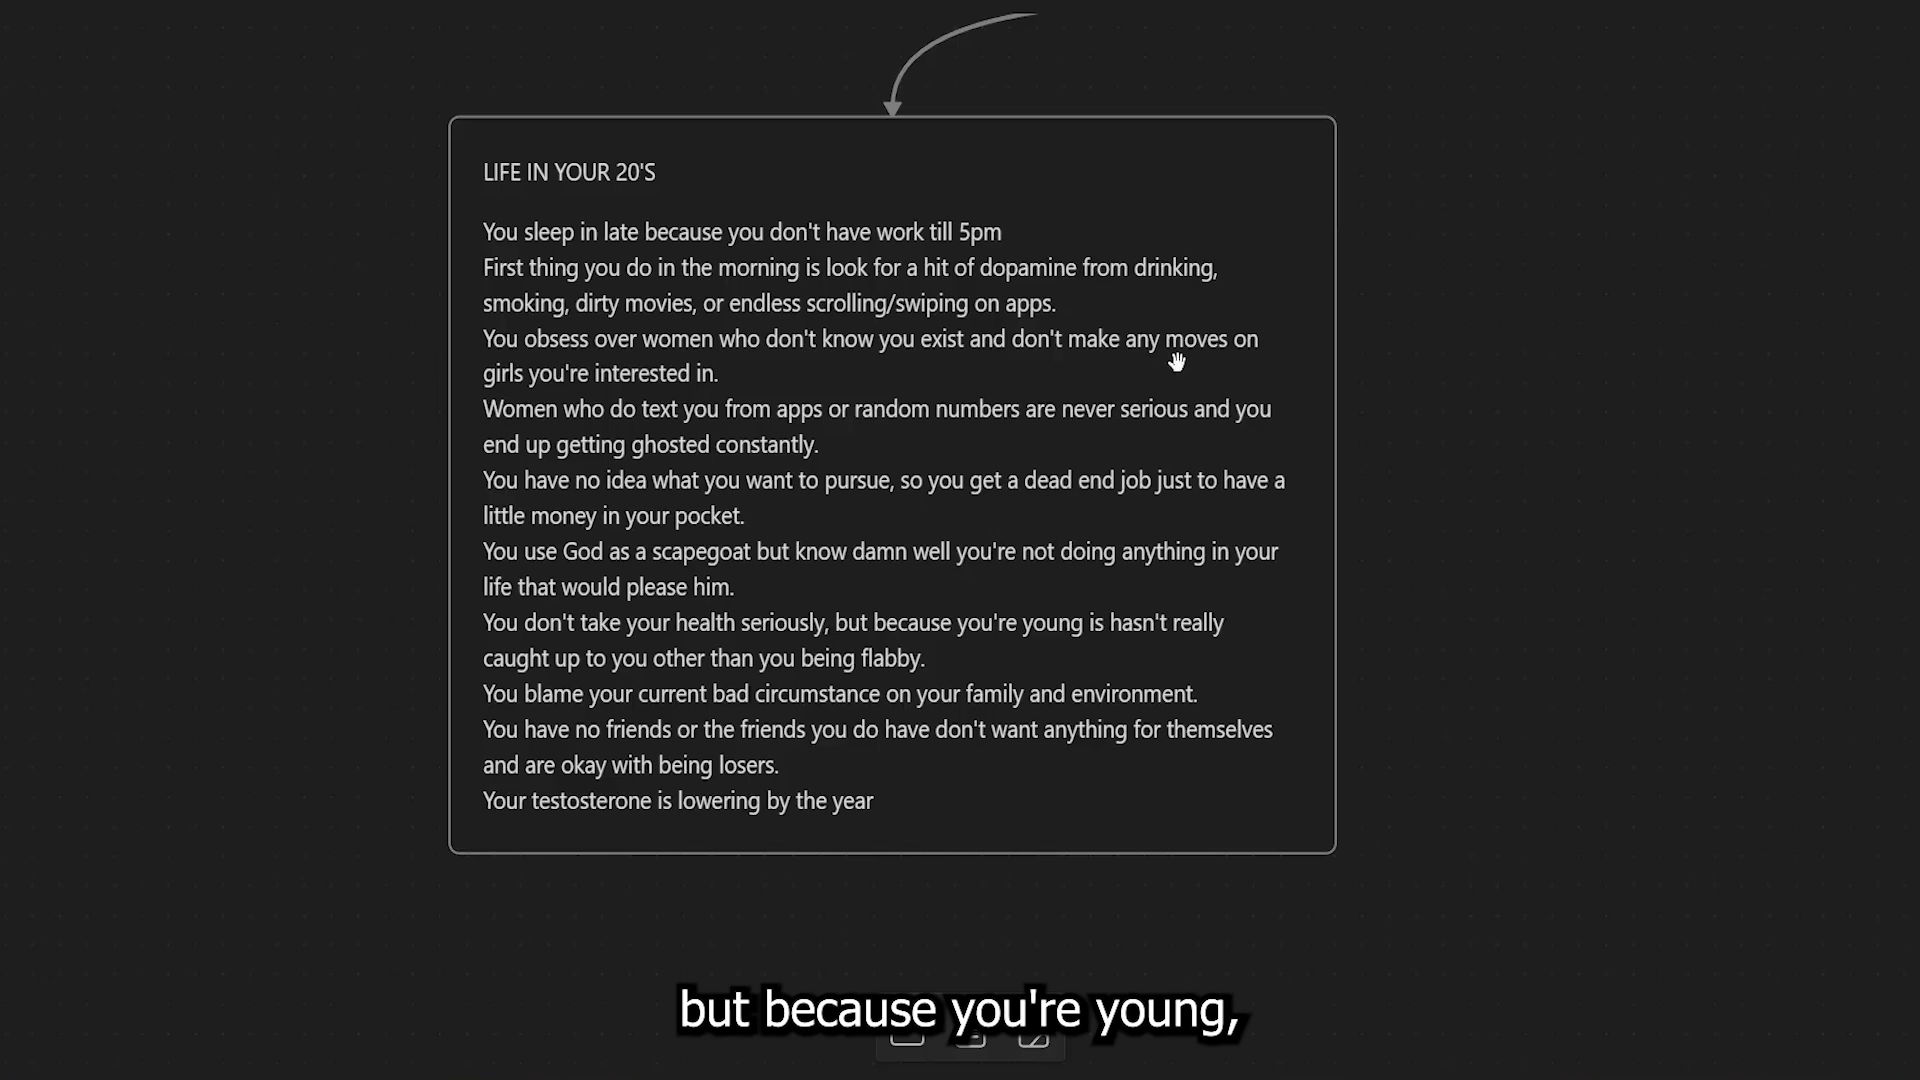 LIFE IN YOUR 20'S
You sleep in late because you don't have work till 5pm
First thing you do in the morning is look for a hit of dopamine from drinking,
smoking, dirty movies, or endless scrolling/swiping on apps.
You obsess over women who don't know you exist and don't make any moves on
girls you're interested in.
Women who do text you from apps or random numbers are never serious and you
end up getting ghosted constantly.
You have no idea what you want to pursue, so you get a dead end job just to have a
little money in your pocket.
You use God as a scapegoat but know damn well you're not doing anything in your
life that would please him.
You don't take your health seriously, but because you're young is hasn't really
caught up to you other than you being flabby.
You blame your current bad circumstance on your family and environment.
You have no friends or the friends you do have don't want anything for themselves
and are okay with being losers.
Your testosterone is lowering by the year
but because you're young,